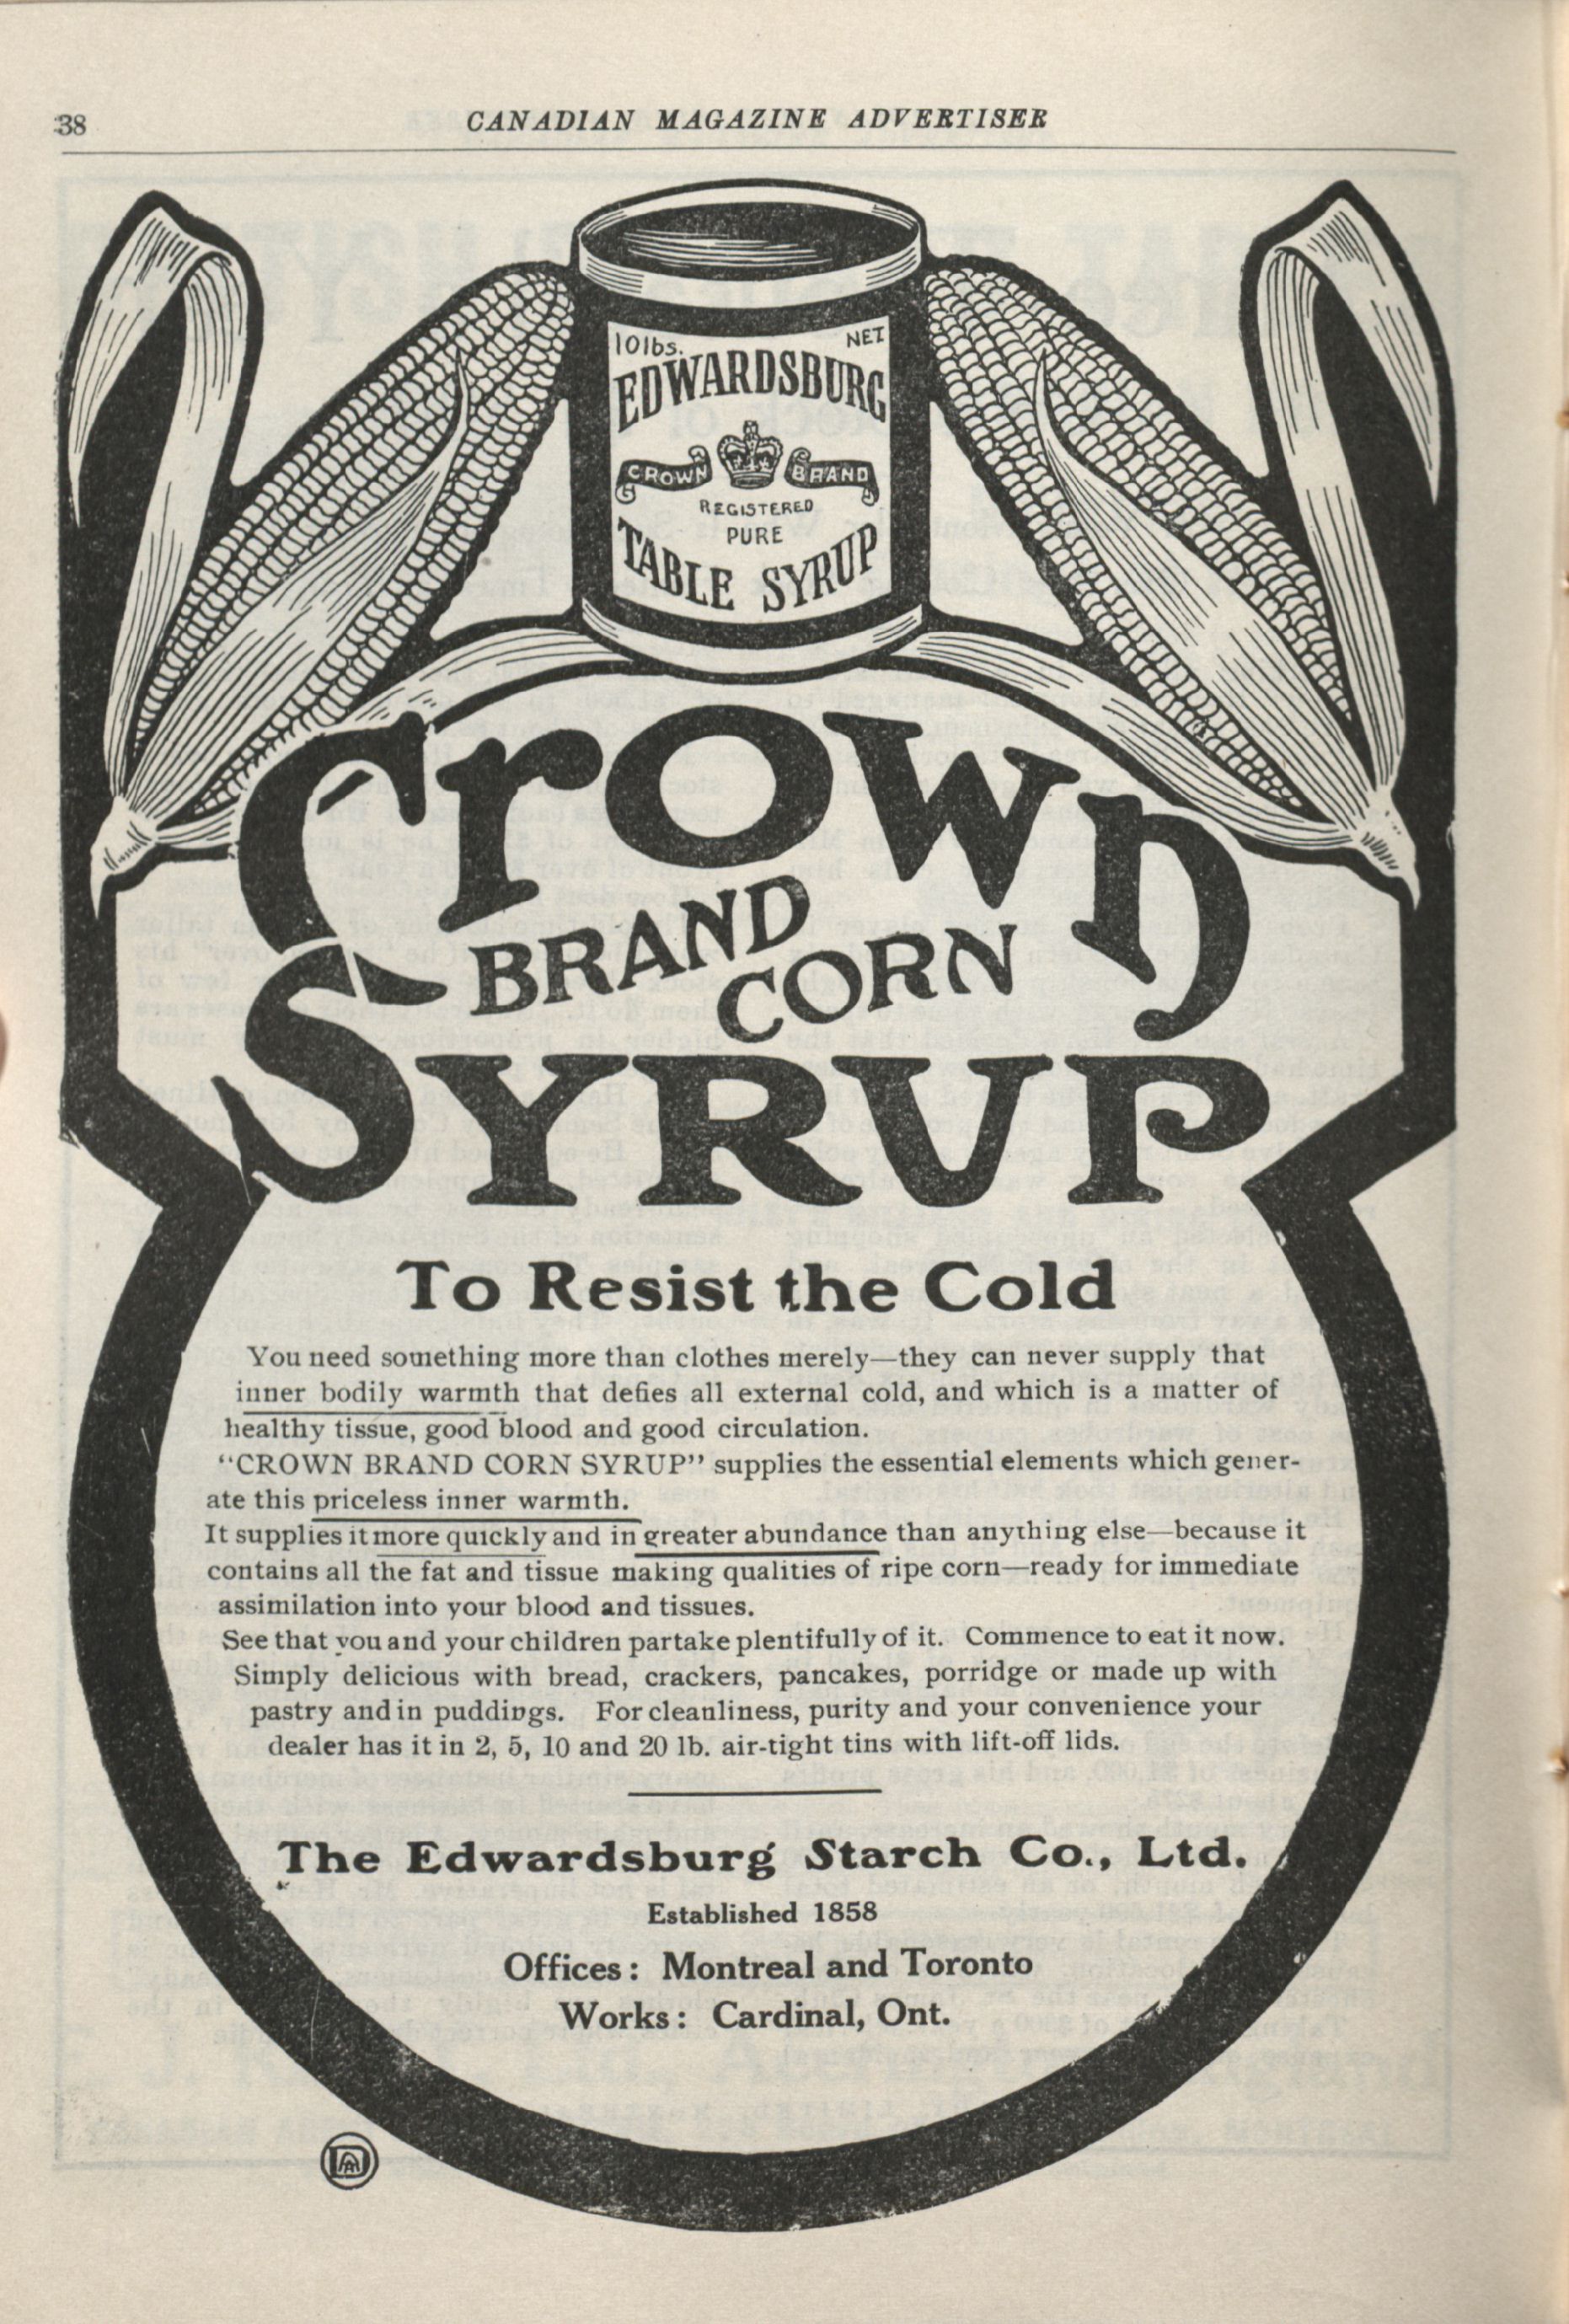 38
CANADIAN MAGAZINE ADVERTISER
10lbs. NET
EDWARDSBURG
CROWN BRAND
REGISTERED
PURE
TABLE SYRUP
CROWN
BRAND
CORN
SYRUP
To Resist the Cold
You need something more than clothes merely—they can never supply that
inner bodily warmth that defies all external cold, and which is a matter of
healthy tissue, good blood and good circulation.
“CROWN BRAND CORN SYRUP” supplies the essential elements which gener-
ate this priceless inner warmth.
It supplies it more quickly and in greater abundance than anything else—because it
contains all the fat and tissue making qualities of ripe corn—ready for immediate
assimilation into your blood and tissues.
See that you and your children partake plentifully of it. Commence to eat it now.
Simply delicious with bread, crackers, pancakes, porridge or made up with
pastry and in puddings. For cleanliness, purity and your convenience your
dealer has it in 2, 5, 10 and 20 lb. air-tight tins with lift-off lids.
The Edwardsburg Starch Co., Ltd.
Established 1858
Offices: Montreal and Toronto
Works: Cardinal, Ont.